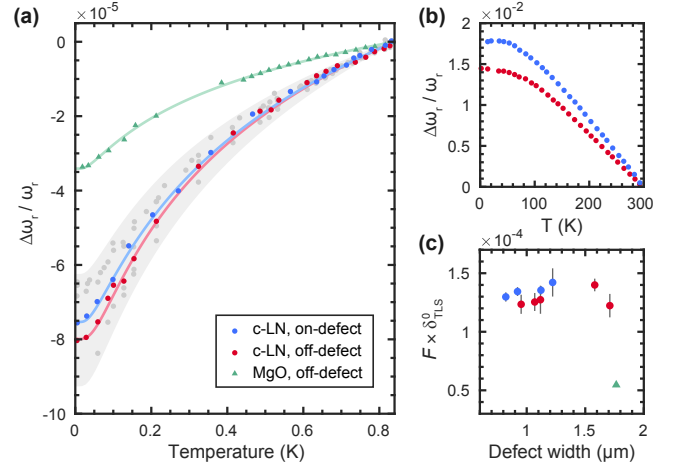 (a)
× 10⁻⁵
0
-2
-4
-6
-8
-10
Δω_r / ω_r
0
0.2
0.4
0.6
0.8
Temperature (K)
c-LN, on-defect
c-LN, off-defect
MgO, off-defect
(b)
× 10⁻²
2
1.5
1
0.5
0
Δω_r / ω_r
0
100
200
300
T (K)
(c)
× 10⁻⁴
1.5
1
0.5
F × δ⁰_TLS
1
1.5
2
Defect width (μm)